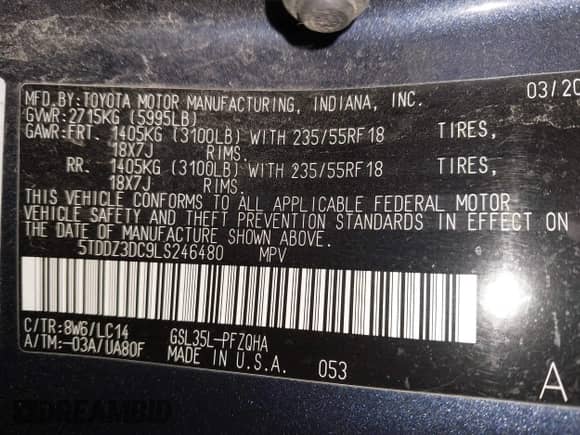 MFD.BY:TOYOTA MOTOR MANUFACTURING, INDIANA, INC. 03/20
GVWR:2715KG (5995LB)
GAWR:FRT. 1405KG (3100LB) WITH 235/55RF18 TIRES,
18X7J RIMS.
RR. 1405KG (3100LB) WITH 235/55RF18 TIRES,
18X7J RIMS.
THIS VEHICLE CONFORMS TO ALL APPLICABLE FEDERAL MOTOR
VEHICLE SAFETY AND THEFT PREVENTION STANDARDS IN EFFECT ON
THE DATE OF MANUFACTURE SHOWN ABOVE.
5TDDZ3DC9LS246480 MPV
C/TR:8W6/LC14 GSL35L-PFZQHA
A/TM:-03A/UA80F MADE IN U.S.A. 053 A
DREAMBID